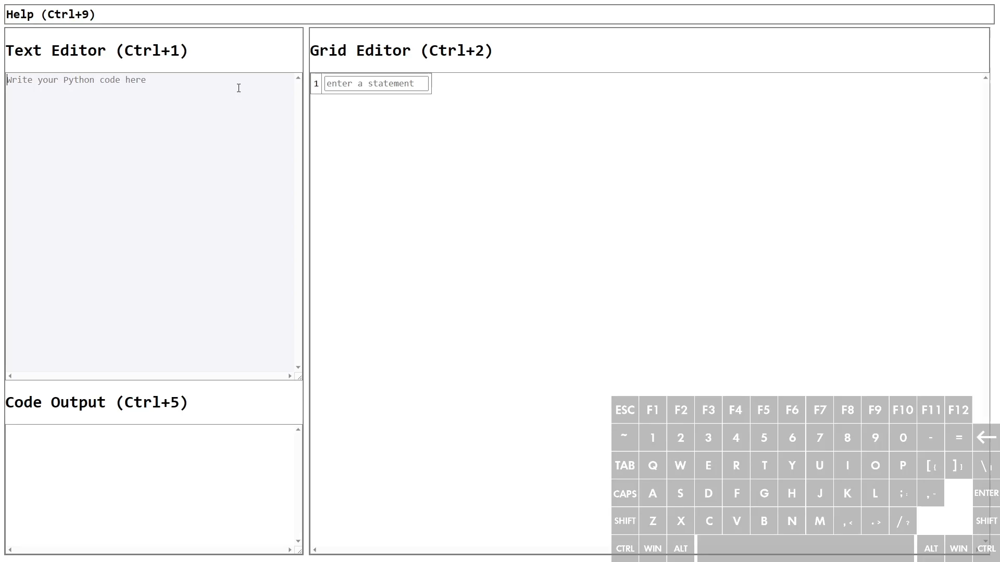 Help (Ctrl+9)
Text Editor (Ctrl+1)
Write your Python code here
Code Output (Ctrl+5)
Grid Editor (Ctrl+2)
1 enter a statement
ESC F1 F2 F3 F4 F5 F6 F7 F8 F9 F10 F11 F12
~ 1 2 3 4 5 6 7 8 9 0 - = ←
TAB Q W E R T Y U I O P [ { ] } \ |
CAPS A S D F G H J K L ; : , ¨ ENTER
SHIFT Z X C V B N M , < . > / ? SHIFT
CTRL WIN ALT ALT WIN CTRL